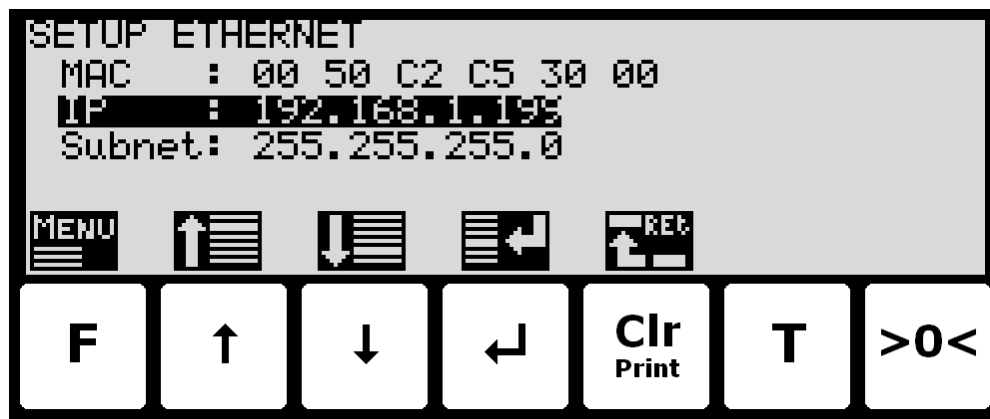 SETUP ETHERNET
MAC : 00 50 C2 C5 30 00
IP : 192.168.1.199
Subnet: 255.255.255.0
MENU RET
F ↑ ↓ ↵ Clr Print T >0<